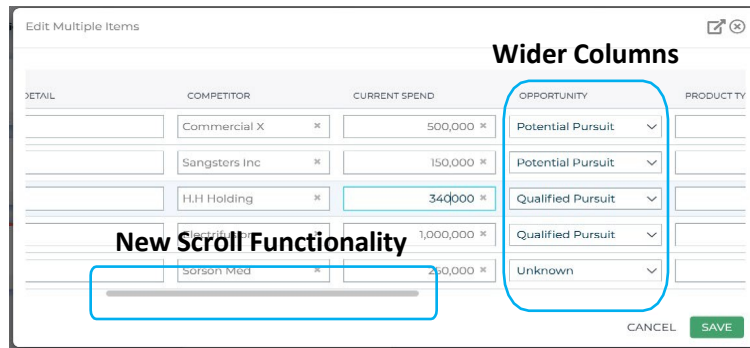 Edit Multiple Items
Wider Columns
DETAIL COMPETITOR CURRENT SPEND OPPORTUNITY PRODUCT TY
Commercial X × 500,000 × Potential Pursuit
Sangsters Inc × 150,000 × Potential Pursuit
H.H Holding × 340000 × Qualified Pursuit
Electrifusion × 1,000,000 × Qualified Pursuit
New Scroll Functionality
Sorson Med × 250,000 × Unknown
CANCEL SAVE